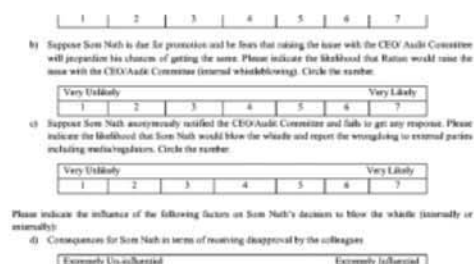 1 2 3 4 5 6 7
b) Suppose Som Nath is due for promotion and he fears that raising the issue with the CEO/ Audit Committee
will jeopardize his chances of getting the same. Please indicate the likelihood that Rattan would raise the
issue with the CEO/Audit Committee (internal whistleblowing). Circle the number.
Very Unlikely Very Likely
1 2 3 4 5 6 7
c) Suppose Som Nath anonymously notified the CEO/Audit Committee and fails to get any response. Please
indicate the likelihood that Som Nath would blow the whistle and report the wrongdoing to external parties
including media/regulators. Circle the number.
Very Unlikely Very Likely
1 2 3 4 5 6 7
Please indicate the influence of the following factors on Som Nath's decision to blow the whistle (internally or
externally):
d) Consequences for Som Nath in terms of receiving disapproval by the colleagues
Extremely Un-influential Extremely Influential